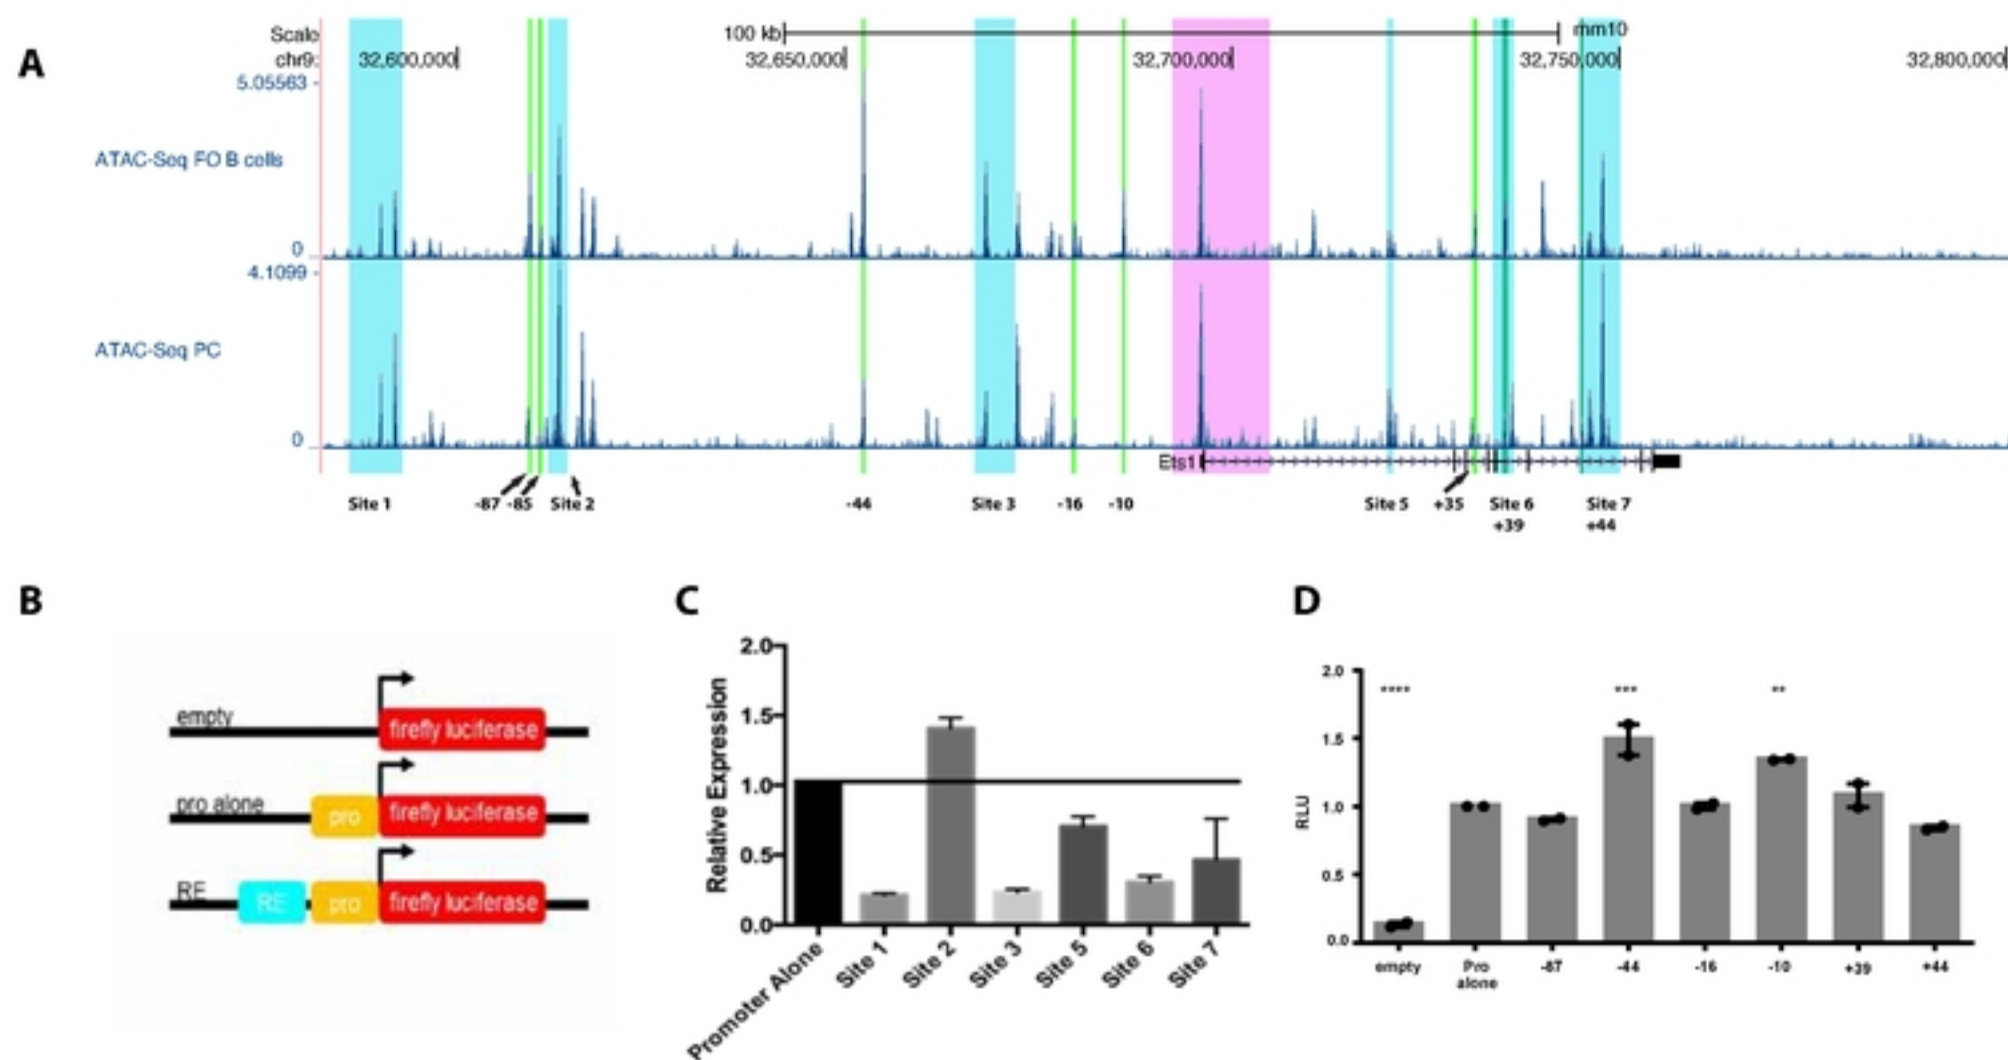 A
Scale
100 kb
mm10
chr9:
32,600,000
32,650,000
32,700,000
32,750,000
32,800,000
5.05563
ATAC-Seq FO B cells
0
4.1099
ATAC-Seq PC
0
Ets1
Site 1
-87
-85
Site 2
-44
Site 3
-16
-10
Site 5
+35
Site 6
+39
Site 7
+44
B
empty
firefly luciferase
pro alone
pro
firefly luciferase
RE
RE
pro
firefly luciferase
C
Relative Expression
2.0
1.5
1.0
0.5
0.0
Promoter Alone
Site 1
Site 2
Site 3
Site 5
Site 6
Site 7
D
RLU
2.0
1.5
1.0
0.5
0.0
****
***
**
empty
Pro
alone
-87
-44
-16
-10
+39
+44